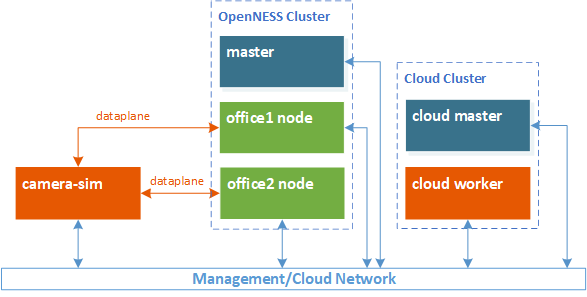 OpenNESS Cluster
master
Cloud Cluster
dataplane
office1 node
cloud master
camera-sim
dataplane
office2 node
cloud worker
Management/Cloud Network